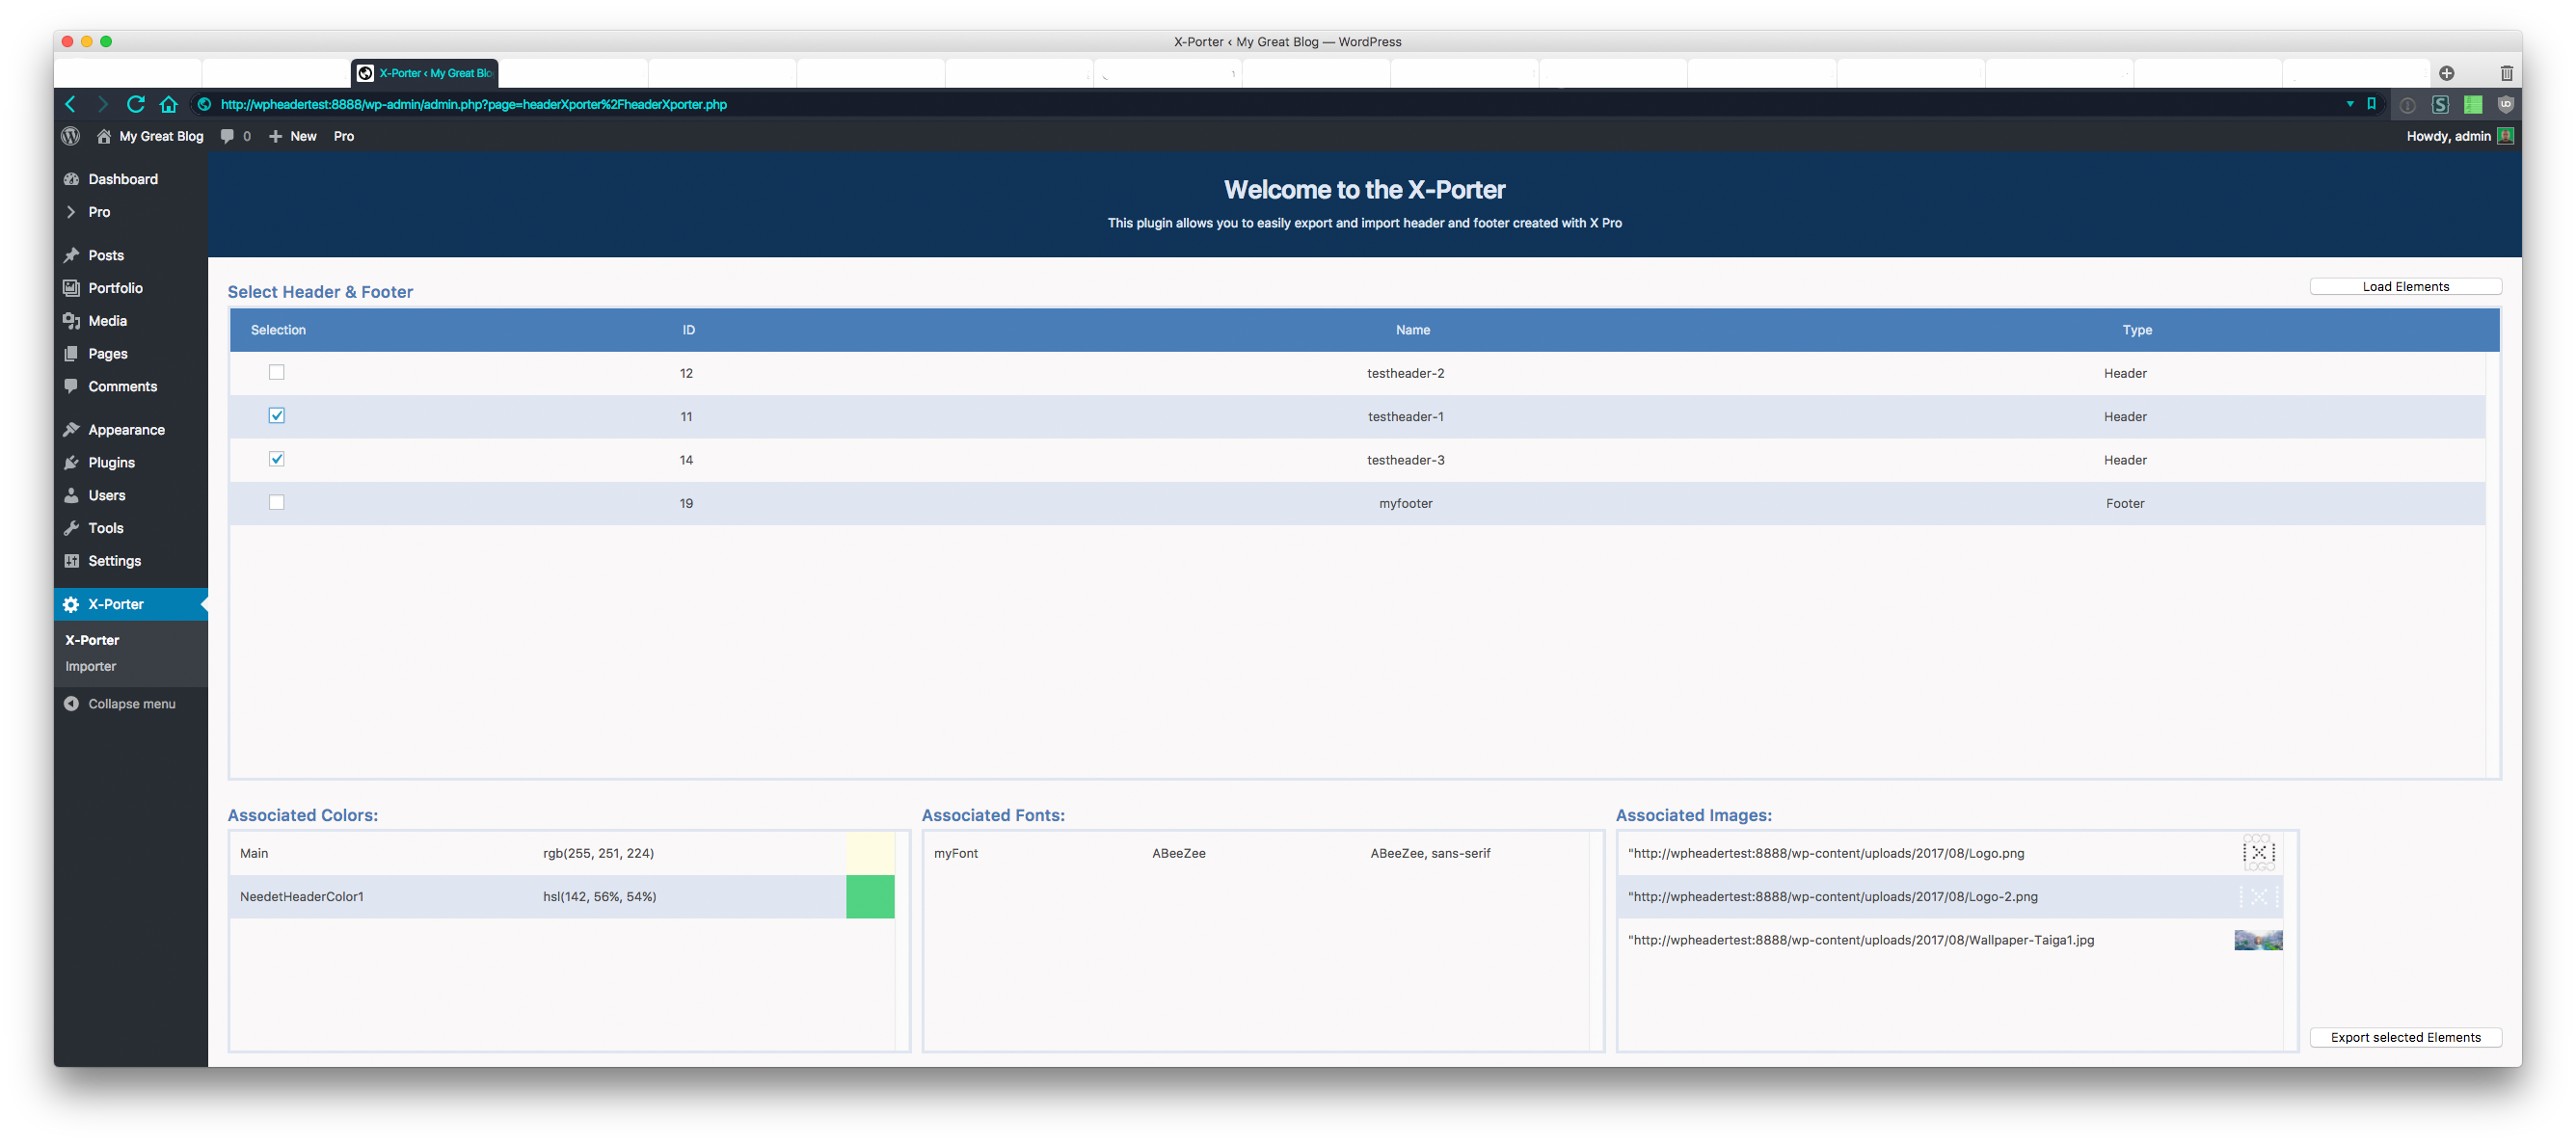 X-Porter ‹ My Great Blog — WordPress
X-Porter ‹ My Great Blo
http://wpheadertest:8888/wp-admin/admin.php?page=headerXporter%2FheaderXporter.php
My Great Blog 0 New Pro Howdy, admin
Dashboard
Pro
Posts
Portfolio
Media
Pages
Comments
Appearance
Plugins
Users
Tools
Settings
X-Porter
X-Porter
Importer
Collapse menu
Welcome to the X-Porter
This plugin allows you to easily export and import header and footer created with X Pro
Select Header & Footer
Load Elements
Selection ID Name Type
12 testheader-2 Header
11 testheader-1 Header
14 testheader-3 Header
19 myfooter Footer
Associated Colors:
Main rgb(255, 251, 224)
NeedetHeaderColor1 hsl(142, 56%, 54%)
Associated Fonts:
myFont ABeeZee ABeeZee, sans-serif
Associated Images:
"http://wpheadertest:8888/wp-content/uploads/2017/08/Logo.png
"http://wpheadertest:8888/wp-content/uploads/2017/08/Logo-2.png
"http://wpheadertest:8888/wp-content/uploads/2017/08/Wallpaper-Taiga1.jpg
Export selected Elements